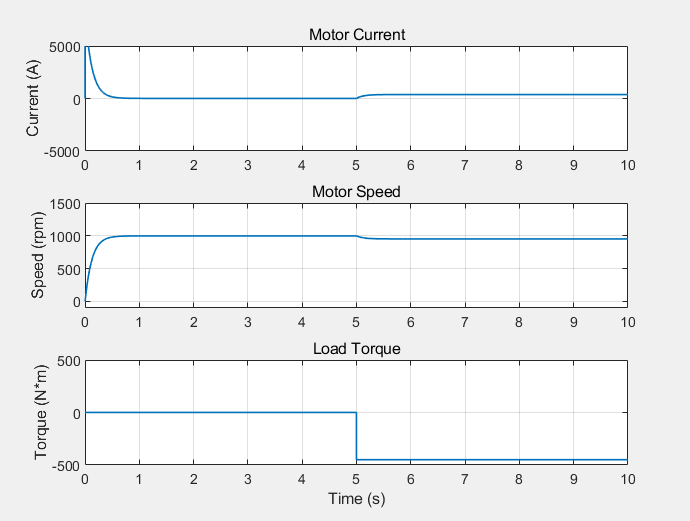 Motor Current
Current (A)
5000
0
-5000
0 1 2 3 4 5 6 7 8 9 10
Motor Speed
Speed (rpm)
1500
1000
500
0
0 1 2 3 4 5 6 7 8 9 10
Load Torque
Torque (N*m)
500
0
-500
0 1 2 3 4 5 6 7 8 9 10
Time (s)